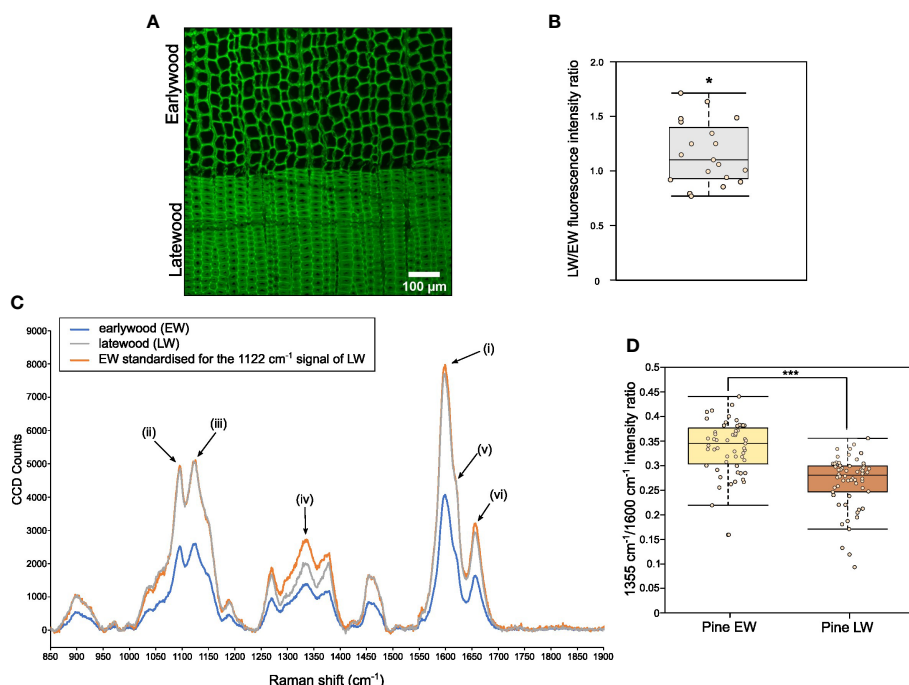 A
Earlywood
Latewood
100 µm
B
LW/EW fluorescence intensity ratio
2.0
1.5
1.0
0.5
0
*
C
earlywood (EW)
latewood (LW)
EW standardised for the 1122 cm⁻¹ signal of LW
CCD Counts
9000
8000
7000
6000
5000
4000
3000
2000
1000
0
(i)
(ii)
(iii)
(iv)
(v)
(vi)
850 900 950 1000 1050 1100 1150 1200 1250 1300 1350 1400 1450 1500 1550 1600 1650 1700 1750 1800 1850 1900
Raman shift (cm⁻¹)
D
1355 cm⁻¹/1600 cm⁻¹ intensity ratio
0.5
0.45
0.4
0.35
0.3
0.25
0.2
0.15
0.1
0.05
0
***
Pine EW Pine LW